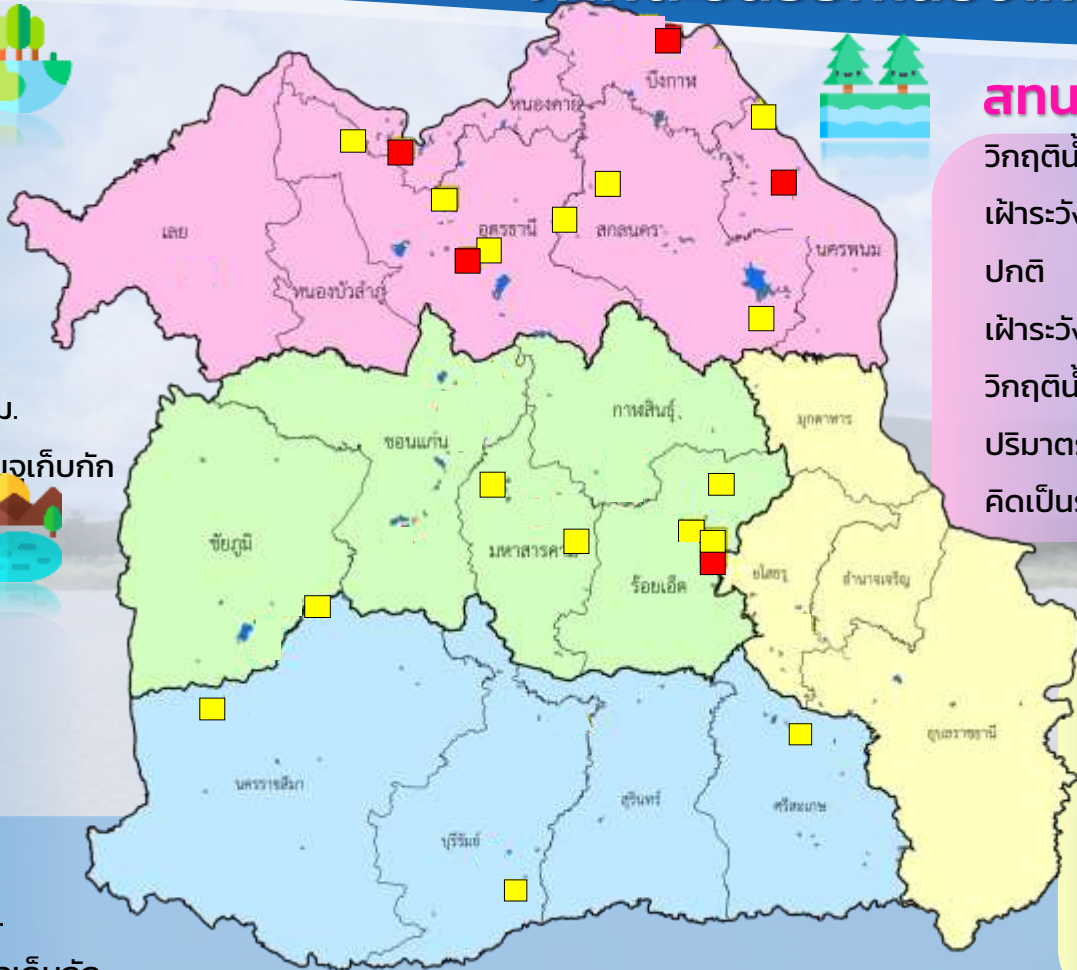 สทน
วิกฤติน้ำ
เฝ้าระวัง
ปกติ
เฝ้าระวัง
วิกฤติน้ำ
ปริมาตร
คิดเป็นร
บึงกาฬ
หนองคาย
เลย
อุดรธานี
สกลนคร
นครพนม
หนองบัวลำภู
ม.
มจุเก็บกัก
กาฬสินธุ์
มุกดาหาร
ขอนแก่น
ชัยภูมิ
มหาสารคาม
ร้อยเอ็ด
ยโสธร
อำนาจเจริญ
อุบลราชธานี
นครราชสีมา
สุรินทร์
ศรีสะเกษ
บุรีรัมย์